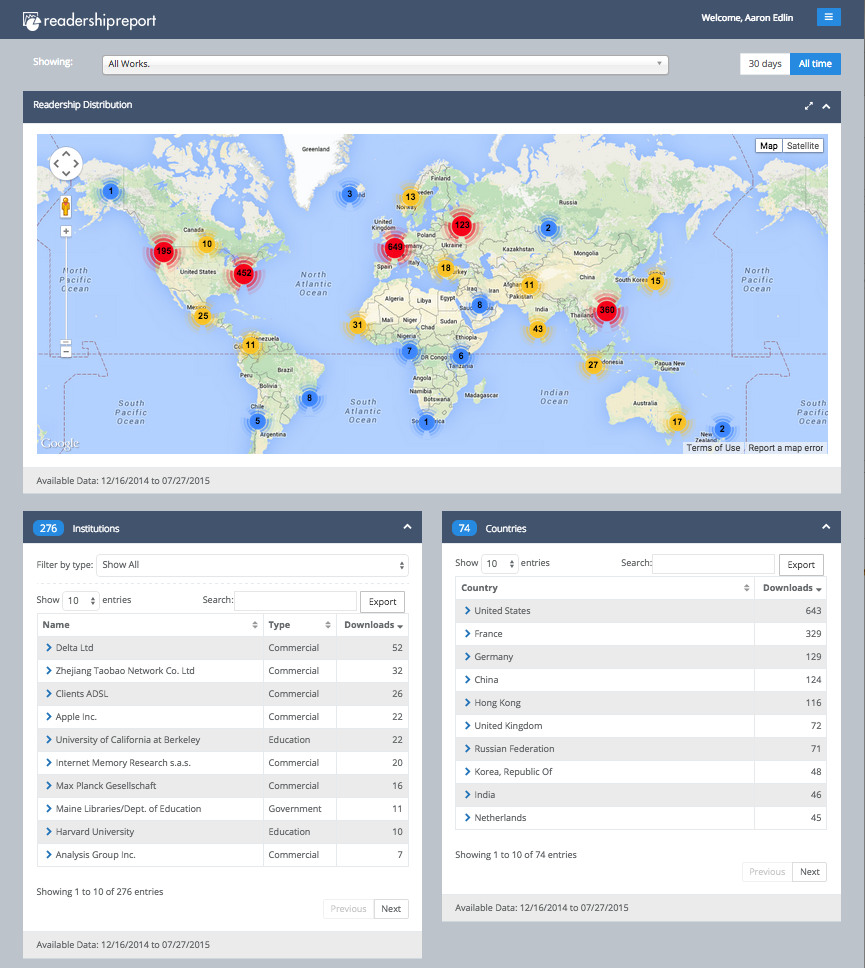 readershipreport
Welcome, Aaron Edlin
Showing:
All Works.
30 days
All time
Readership Distribution
Map
Satellite
Greenland
1
3
13
Finland
Norway
Russia
Canada
10
195
452
United States
United Kingdom
Poland
649
123
2
Ukraine
Kazakhstan
Mongolia
Spain
Italy
18
11
China
South Korea
15
North Pacific Ocean
North Atlantic Ocean
North Pacific Ocean
25
31
Algeria
Libya
Egypt
Iraq
Iran
Pakistan
8
India
43
Thailand
360
Mali
Niger
Chad
Sudan
Nigeria
Ethiopia
11
7
6
DR Congo
Tanzania
27
Papua New Guinea
Peru
Brazil
Bolivia
8
Angola
Namibia
Botswana
Madagascar
Indian Ocean
Australia
Chile
5
Argentina
1
17
2
New Zealand
South Pacific Ocean
South Atlantic Ocean
South Pacific Ocean
Google
Terms of Use
Report a map error
Available Data: 12/16/2014 to 07/27/2015
276 Institutions
Filter by type: Show All
Show 10 entries Search: Export
Name Type Downloads
Delta Ltd Commercial 52
Zhejiang Taobao Network Co. Ltd Commercial 32
Clients ADSL Commercial 26
Apple Inc. Commercial 22
University of California at Berkeley Education 22
Internet Memory Research s.a.s. Commercial 20
Max Planck Gesellschaft Commercial 16
Maine Libraries/Dept. of Education Government 11
Harvard University Education 10
Analysis Group Inc. Commercial 7
Showing 1 to 10 of 276 entries
Previous Next
Available Data: 12/16/2014 to 07/27/2015
74 Countries
Show 10 entries Search: Export
Country Downloads
United States 643
France 329
Germany 129
China 124
Hong Kong 116
United Kingdom 72
Russian Federation 71
Korea, Republic Of 48
India 46
Netherlands 45
Showing 1 to 10 of 74 entries
Previous Next
Available Data: 12/16/2014 to 07/27/2015